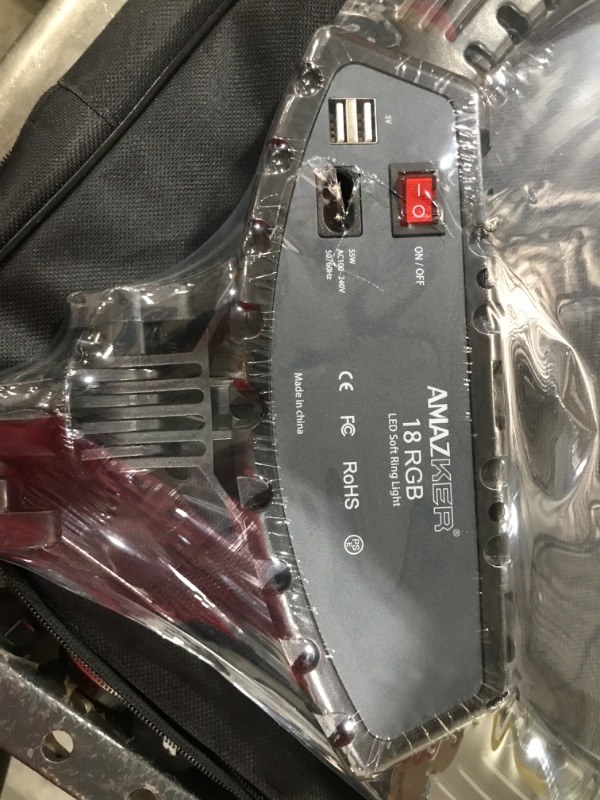 5V
ON / OFF
55W
AC100-240V
50/60Hz
AMAZKER®
18 RGB
LED Soft Ring Light
CE FC RoHS PSE
Made in china